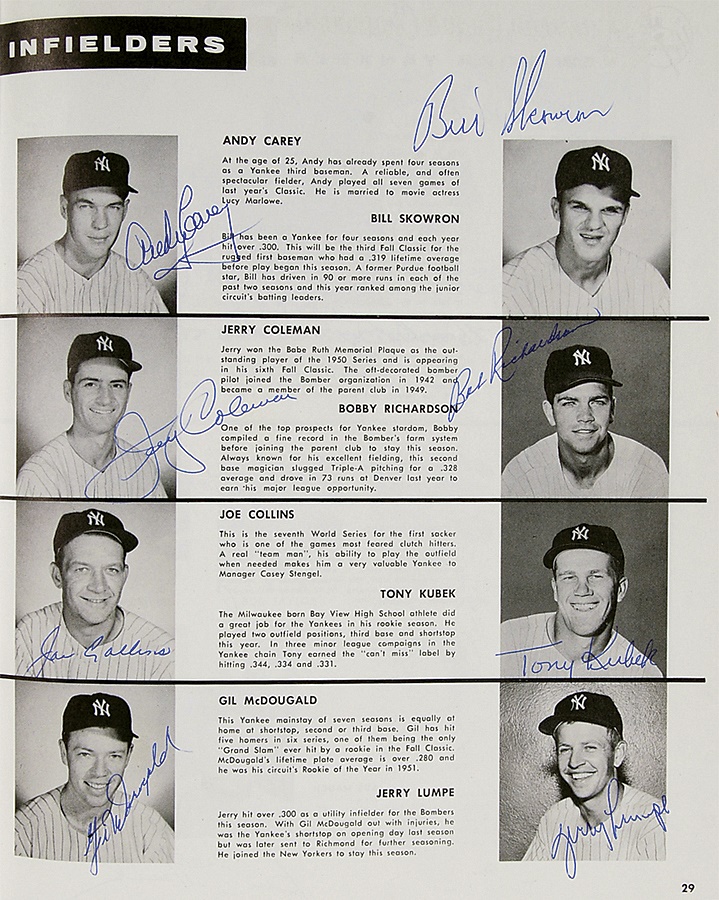 INFIELDERS
Bill Skowron
ANDY CAREY
At the age of 25, Andy has already spent four seasons
as a Yankee third baseman. A reliable, and often
spectacular fielder, Andy played all seven games of
last year's Classic. He is married to movie actress
Lucy Marlowe.
NY
Andy Carey
BILL SKOWRON
Bill has been a Yankee for four seasons and each year
hit over .300. This will be the third Fall Classic for the
rugged first baseman who had a .319 lifetime average
before play began this season. A former Purdue football
star, Bill has driven in 90 or more runs in each of the
past two seasons and this year ranked among the junior
circuit's batting leaders.
NY
JERRY COLEMAN
Jerry won the Babe Ruth Memorial Plaque as the out-
standing player of the 1950 Series and is appearing
in his sixth Fall Classic. The oft-decorated bomber
pilot joined the Bomber organization in 1942 and
became a member of the parent club in 1949.
NY
Jerry Coleman
Bob Richardson
BOBBY RICHARDSON
One of the top prospects for Yankee stardom, Bobby
compiled a fine record in the Bomber's farm system
before joining the parent club to stay this season.
Always known for his excellent fielding, this second
base magician slugged Triple-A pitching for a .328
average and drove in 73 runs at Denver last year to
earn his major league opportunity.
NY
JOE COLLINS
This is the seventh World Series for the first sacker
who is one of the games most feared clutch hitters.
A real "team man", his ability to play the outfield
when needed makes him a very valuable Yankee to
Manager Casey Stengel.
NY
Joe Collins
TONY KUBEK
The Milwaukee born Bay View High School athlete did
a great job for the Yankees in his rookie season. He
played two outfield positions, third base and shortstop
this year. In three minor league campaigns in the
Yankee chain Tony earned the "can't miss" label by
hitting .344, .334 and .331.
NY
Tony Kubek
GIL McDOUGALD
This Yankee mainstay of seven seasons is equally at
home at shortstop, second or third base. Gil has hit
five homers in six series, one of them being the only
"Grand Slam" ever hit by a rookie in the Fall Classic.
McDougald's lifetime plate average is over .280 and
he was his circuit's Rookie of the Year in 1951.
NY
Gil McDougald
JERRY LUMPE
Jerry hit over .300 as a utility infielder for the Bombers
this season. With Gil McDougald out with injuries, he
was the Yankee's shortstop on opening day last season
but was later sent to Richmond for further seasoning.
He joined the New Yorkers to stay this season.
NY
Jerry Lumpe
29